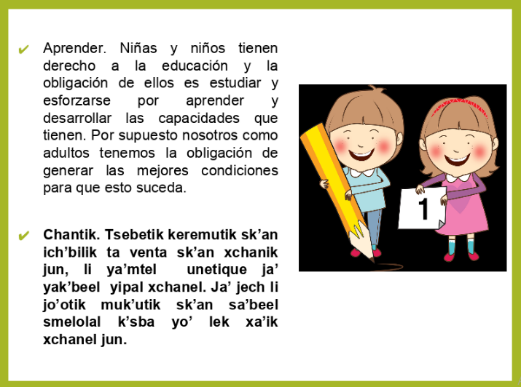 ✔ Aprender. Niñas y niños tienen
derecho a la educación y la
obligación de ellos es estudiar y
esforzarse por aprender y
desarrollar las capacidades que
tienen. Por supuesto nosotros como
adultos tenemos la obligación de
generar las mejores condiciones
para que esto suceda.
✔ Chantik. Tsebetik keremutik sk’an
ich’bilik ta venta sk’an xchanik
jun, li ya’mtel unetique ja’
yak’beel yipal xchanel. Ja’ jech li
jo’otik muk’utik sk’an sa’beel
smelolal k’sba yo’ lek xa’ik
xchanel jun.
1